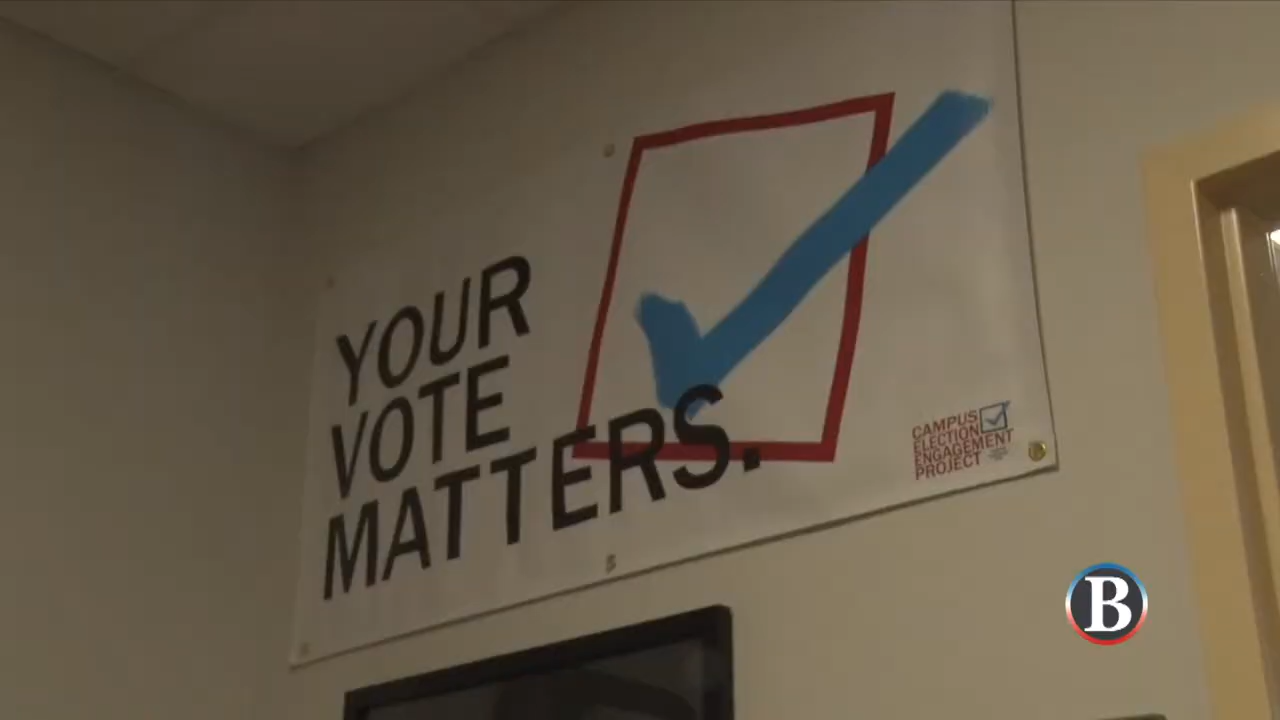 YOUR
VOTE
MATTERS.
CAMPUS
ELECTION
ENGAGEMENT
PROJECT
B